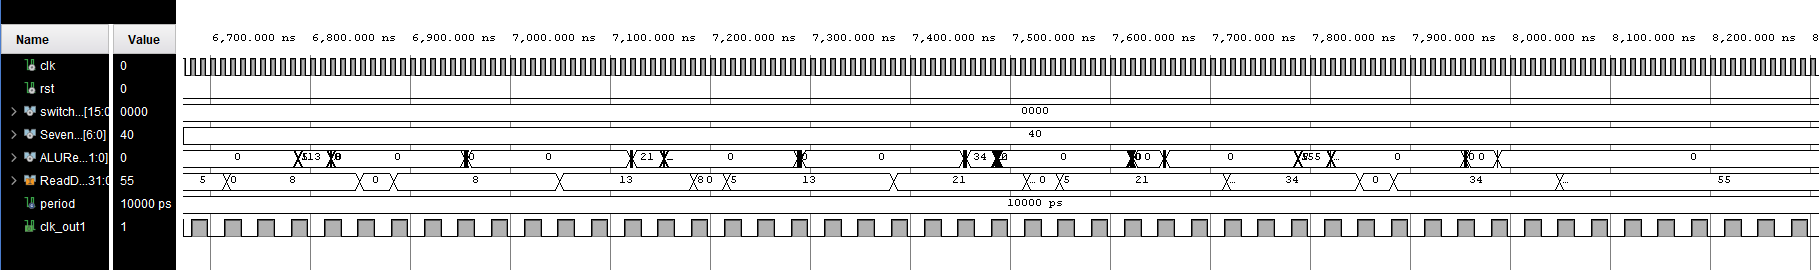 Name Value
6,700.000 ns 6,800.000 ns 6,900.000 ns 7,000.000 ns 7,100.000 ns 7,200.000 ns 7,300.000 ns 7,400.000 ns 7,500.000 ns 7,600.000 ns 7,700.000 ns 7,800.000 ns 7,900.000 ns 8,000.000 ns 8,100.000 ns 8,200.000 ns 8
clk 0
rst 0
switch...[15:0 0000 0000
Seven...[6:0] 40 40
ALURe...1:0] 0 0 13 0 0 21 ... 0 0 34 0 0 0 0 ... 0 0 0 0
ReadD...31:0 55 5 0 8 0 8 13 8 0 5 13 21 ... 0 5 21 ... 34 0 34 ... 55
period 10000 ps 10000 ps
clk_out1 1